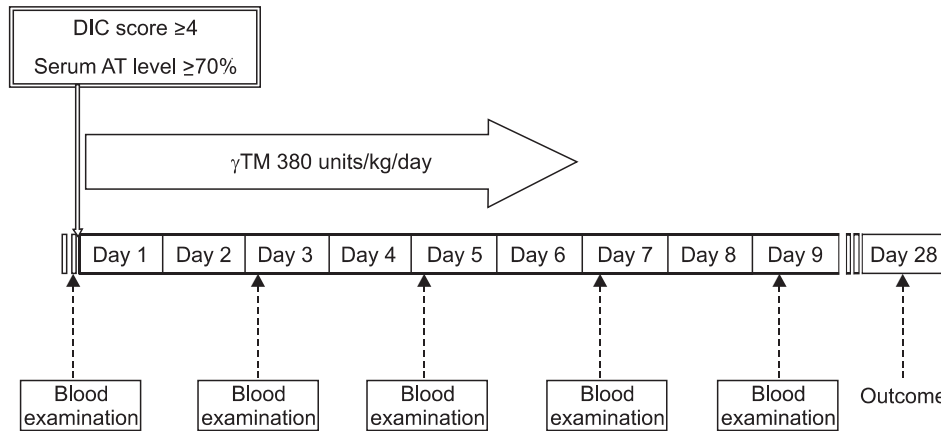 DIC score ≥4
Serum AT level ≥70%
γTM 380 units/kg/day
Day 1 Day 2 Day 3 Day 4 Day 5 Day 6 Day 7 Day 8 Day 9 Day 28
Blood examination
Blood examination
Blood examination
Blood examination
Blood examination
Outcome